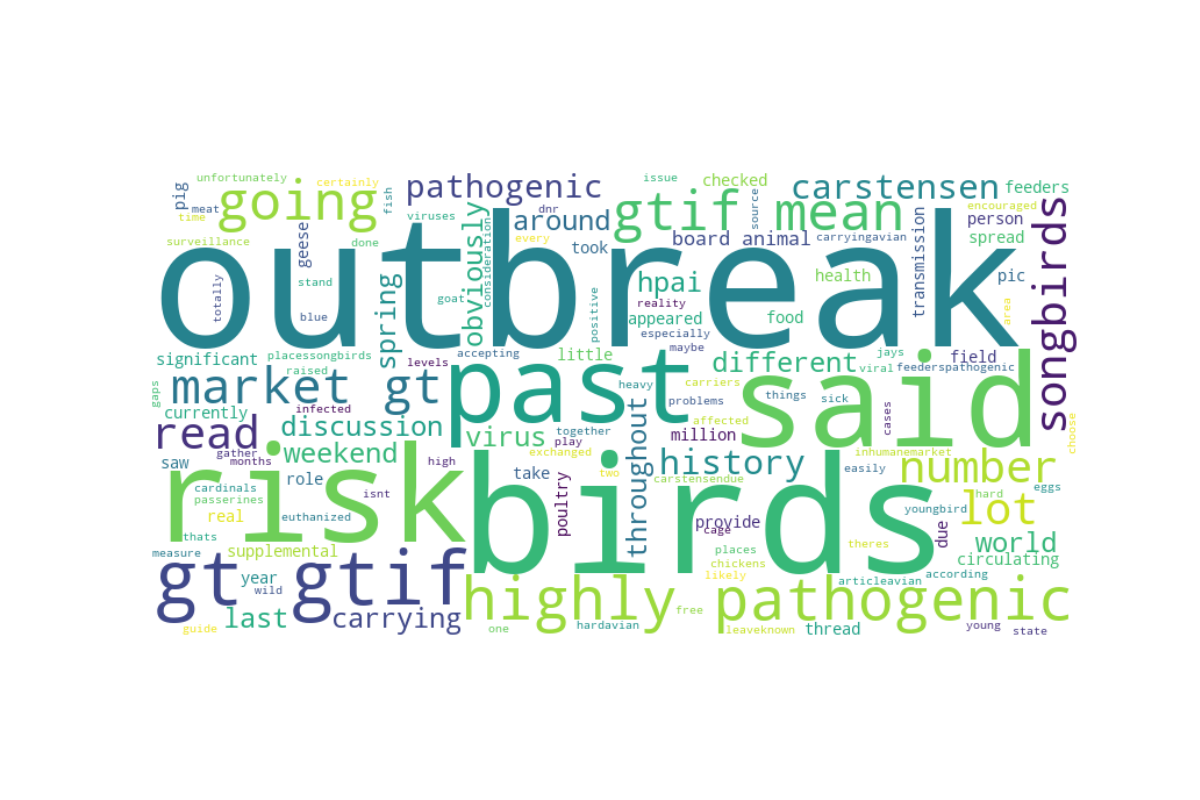 unfortunately
certainly
pig
meat
going
time
fish
pathogenic
issue
checked
carstensen
feeders
viruses
dnr
around
gtif mean
source
encouraged
person
surveillance
done
geese
every
took
board animal
carryingavian
transmission
spread
songbirds
obviously
consideration
outbreak
totally
stand
blue
spring
goat
hpai
reality
health
pic
positive
appeared
food
area
especially
significant
placessongbirds
accepting
little
maybe
different
jays
viral
field
feederspathogenic
gaps
raised
levels
market gt
past
heavy
carriers
problems
things
sick
cases
said
currently
infected
discussion
affected
choose
read
virus
together
play
million
throughout
inhumanemarket
saw
gather
months
weekend
high
exchanged
history
easily
number
eggs
cardinals
passerines
role
isnt
take
two
carstensendue
hard
risk
birds
real
euthanized
poultry
provide
cage
youngbird
lot
thats
due
measure
supplemental
places
theres
world
gt gtif
year
wild
chickens
likely
articleavian
according
circulating
last
carrying
highly pathogenic
free
guide
one
hardavian
leaveknown
thread
young
state